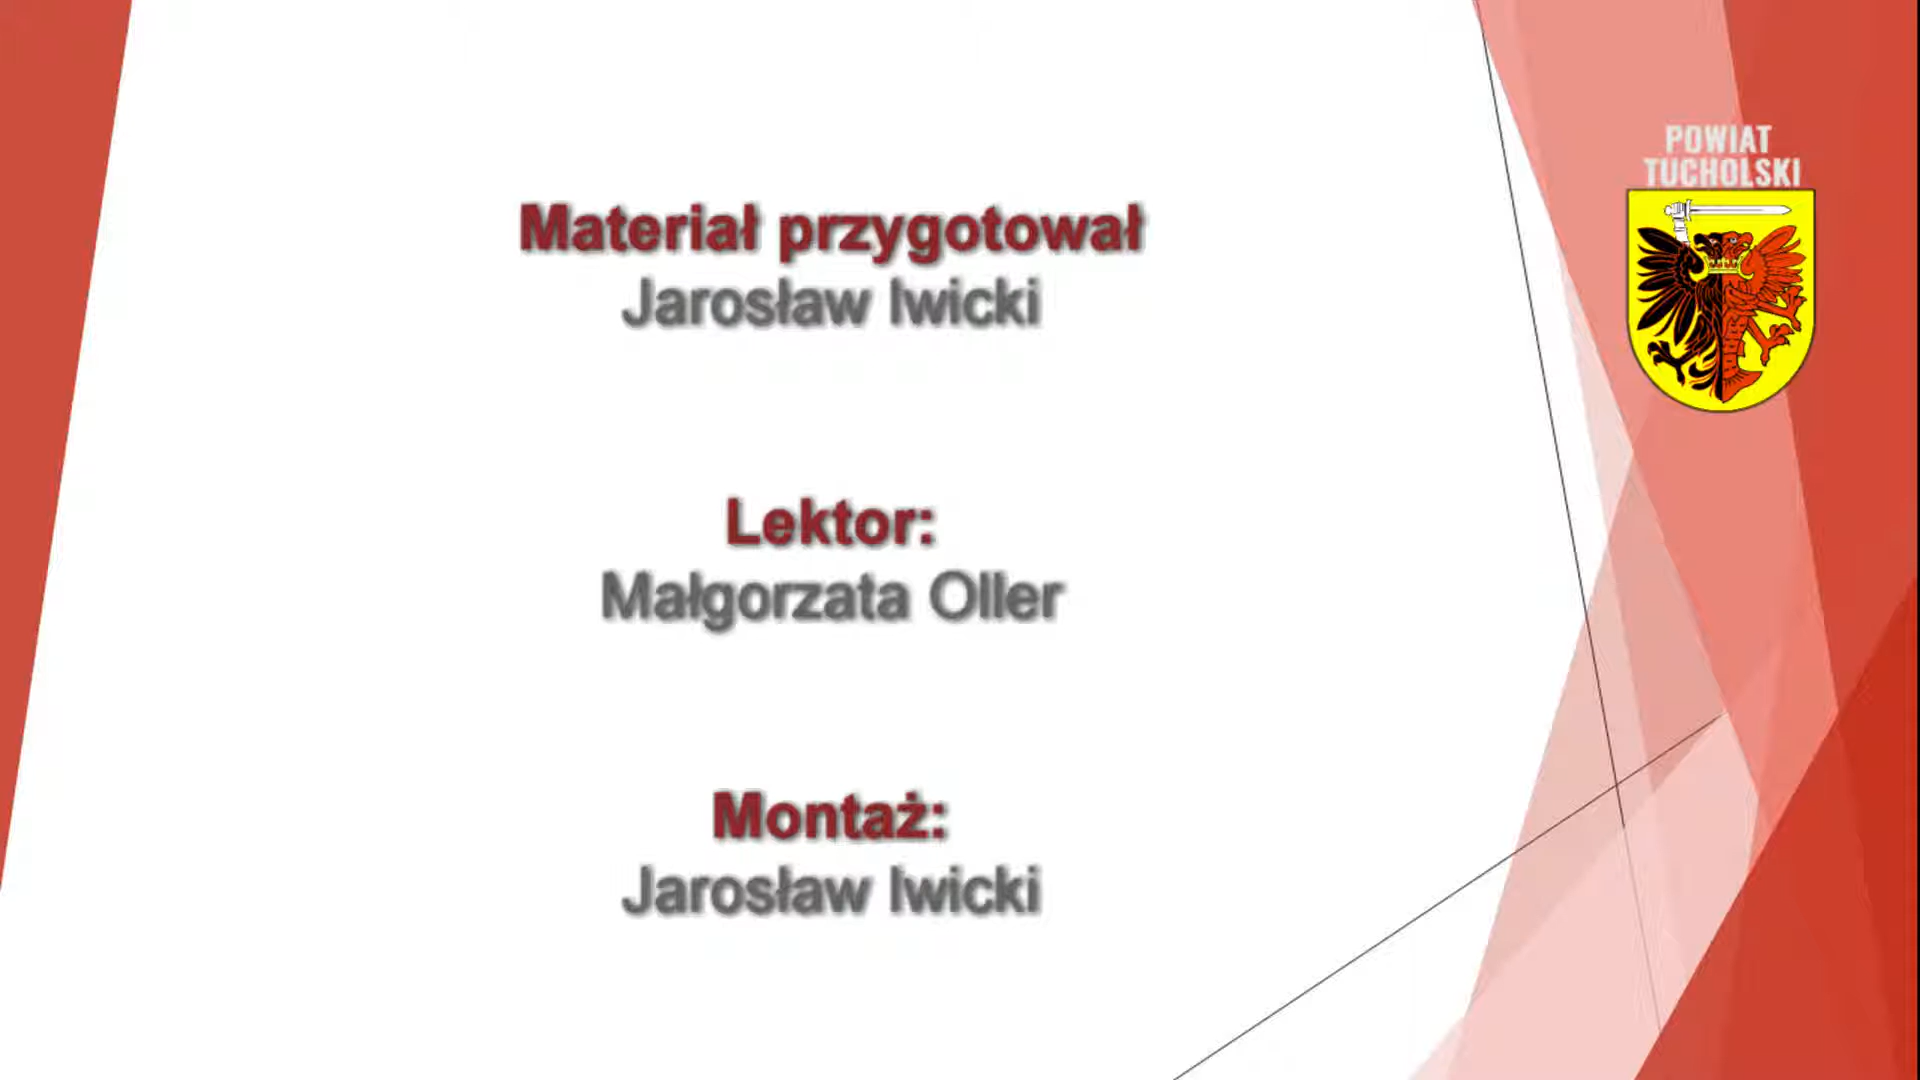 POWIAT
TUCHOLSKI
Materiał przygotował
Jarosław Iwicki
Lektor:
Małgorzata Oller
Montaż:
Jarosław Iwicki